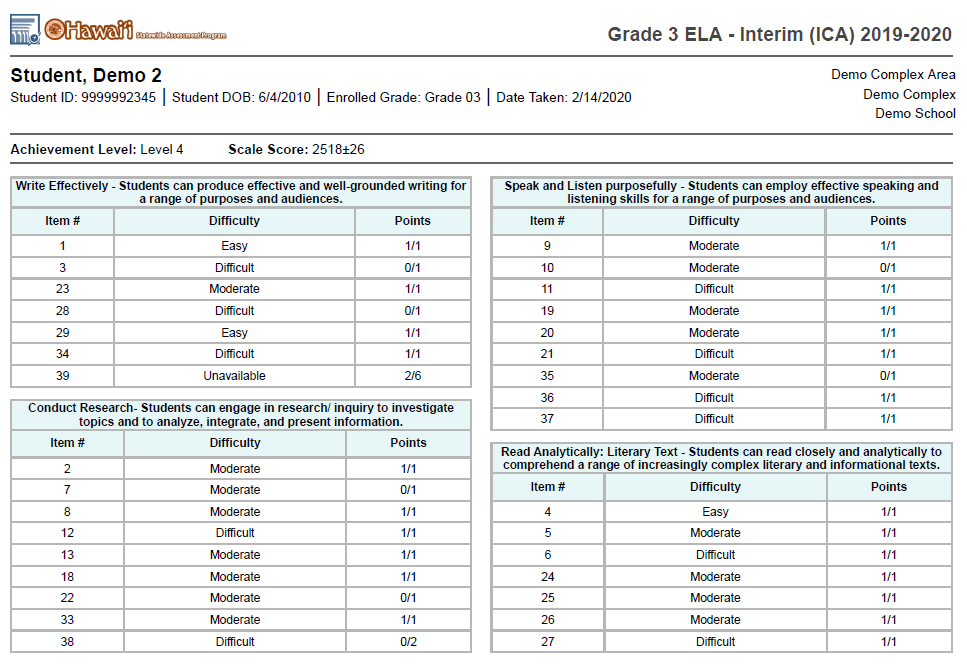 Hawai'i Statewide Assessment Program
Grade 3 ELA - Interim (ICA) 2019-2020
Student, Demo 2
Student ID: 9999992345 | Student DOB: 6/4/2010 | Enrolled Grade: Grade 03 | Date Taken: 2/14/2020
Demo Complex Area
Demo Complex
Demo School
Achievement Level: Level 4 Scale Score: 2518±26
Write Effectively - Students can produce effective and well-grounded writing for
a range of purposes and audiences.
Item # Difficulty Points
1 Easy 1/1
3 Difficult 0/1
23 Moderate 1/1
28 Difficult 0/1
29 Easy 1/1
34 Difficult 1/1
39 Unavailable 2/6
Conduct Research- Students can engage in research/ inquiry to investigate
topics and to analyze, integrate, and present information.
Item # Difficulty Points
2 Moderate 1/1
7 Moderate 0/1
8 Moderate 1/1
12 Difficult 1/1
13 Moderate 1/1
18 Moderate 1/1
22 Moderate 0/1
33 Moderate 1/1
38 Difficult 0/2
Speak and Listen purposefully - Students can employ effective speaking and
listening skills for a range of purposes and audiences.
Item # Difficulty Points
9 Moderate 1/1
10 Moderate 0/1
11 Difficult 1/1
19 Moderate 1/1
20 Moderate 1/1
21 Difficult 1/1
35 Moderate 0/1
36 Difficult 1/1
37 Difficult 1/1
Read Analytically: Literary Text - Students can read closely and analytically to
comprehend a range of increasingly complex literary and informational texts.
Item # Difficulty Points
4 Easy 1/1
5 Moderate 1/1
6 Difficult 1/1
24 Moderate 1/1
25 Moderate 1/1
26 Moderate 1/1
27 Difficult 1/1